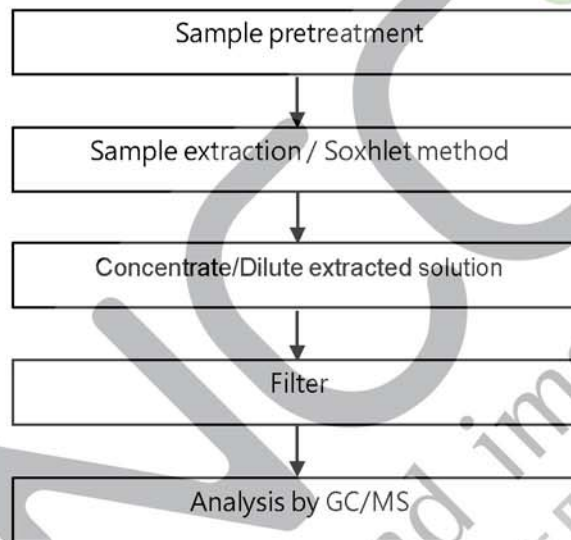 Sample pretreatment
Sample extraction / Soxhlet method
Concentrate/Dilute extracted solution
Filter
Analysis by GC/MS